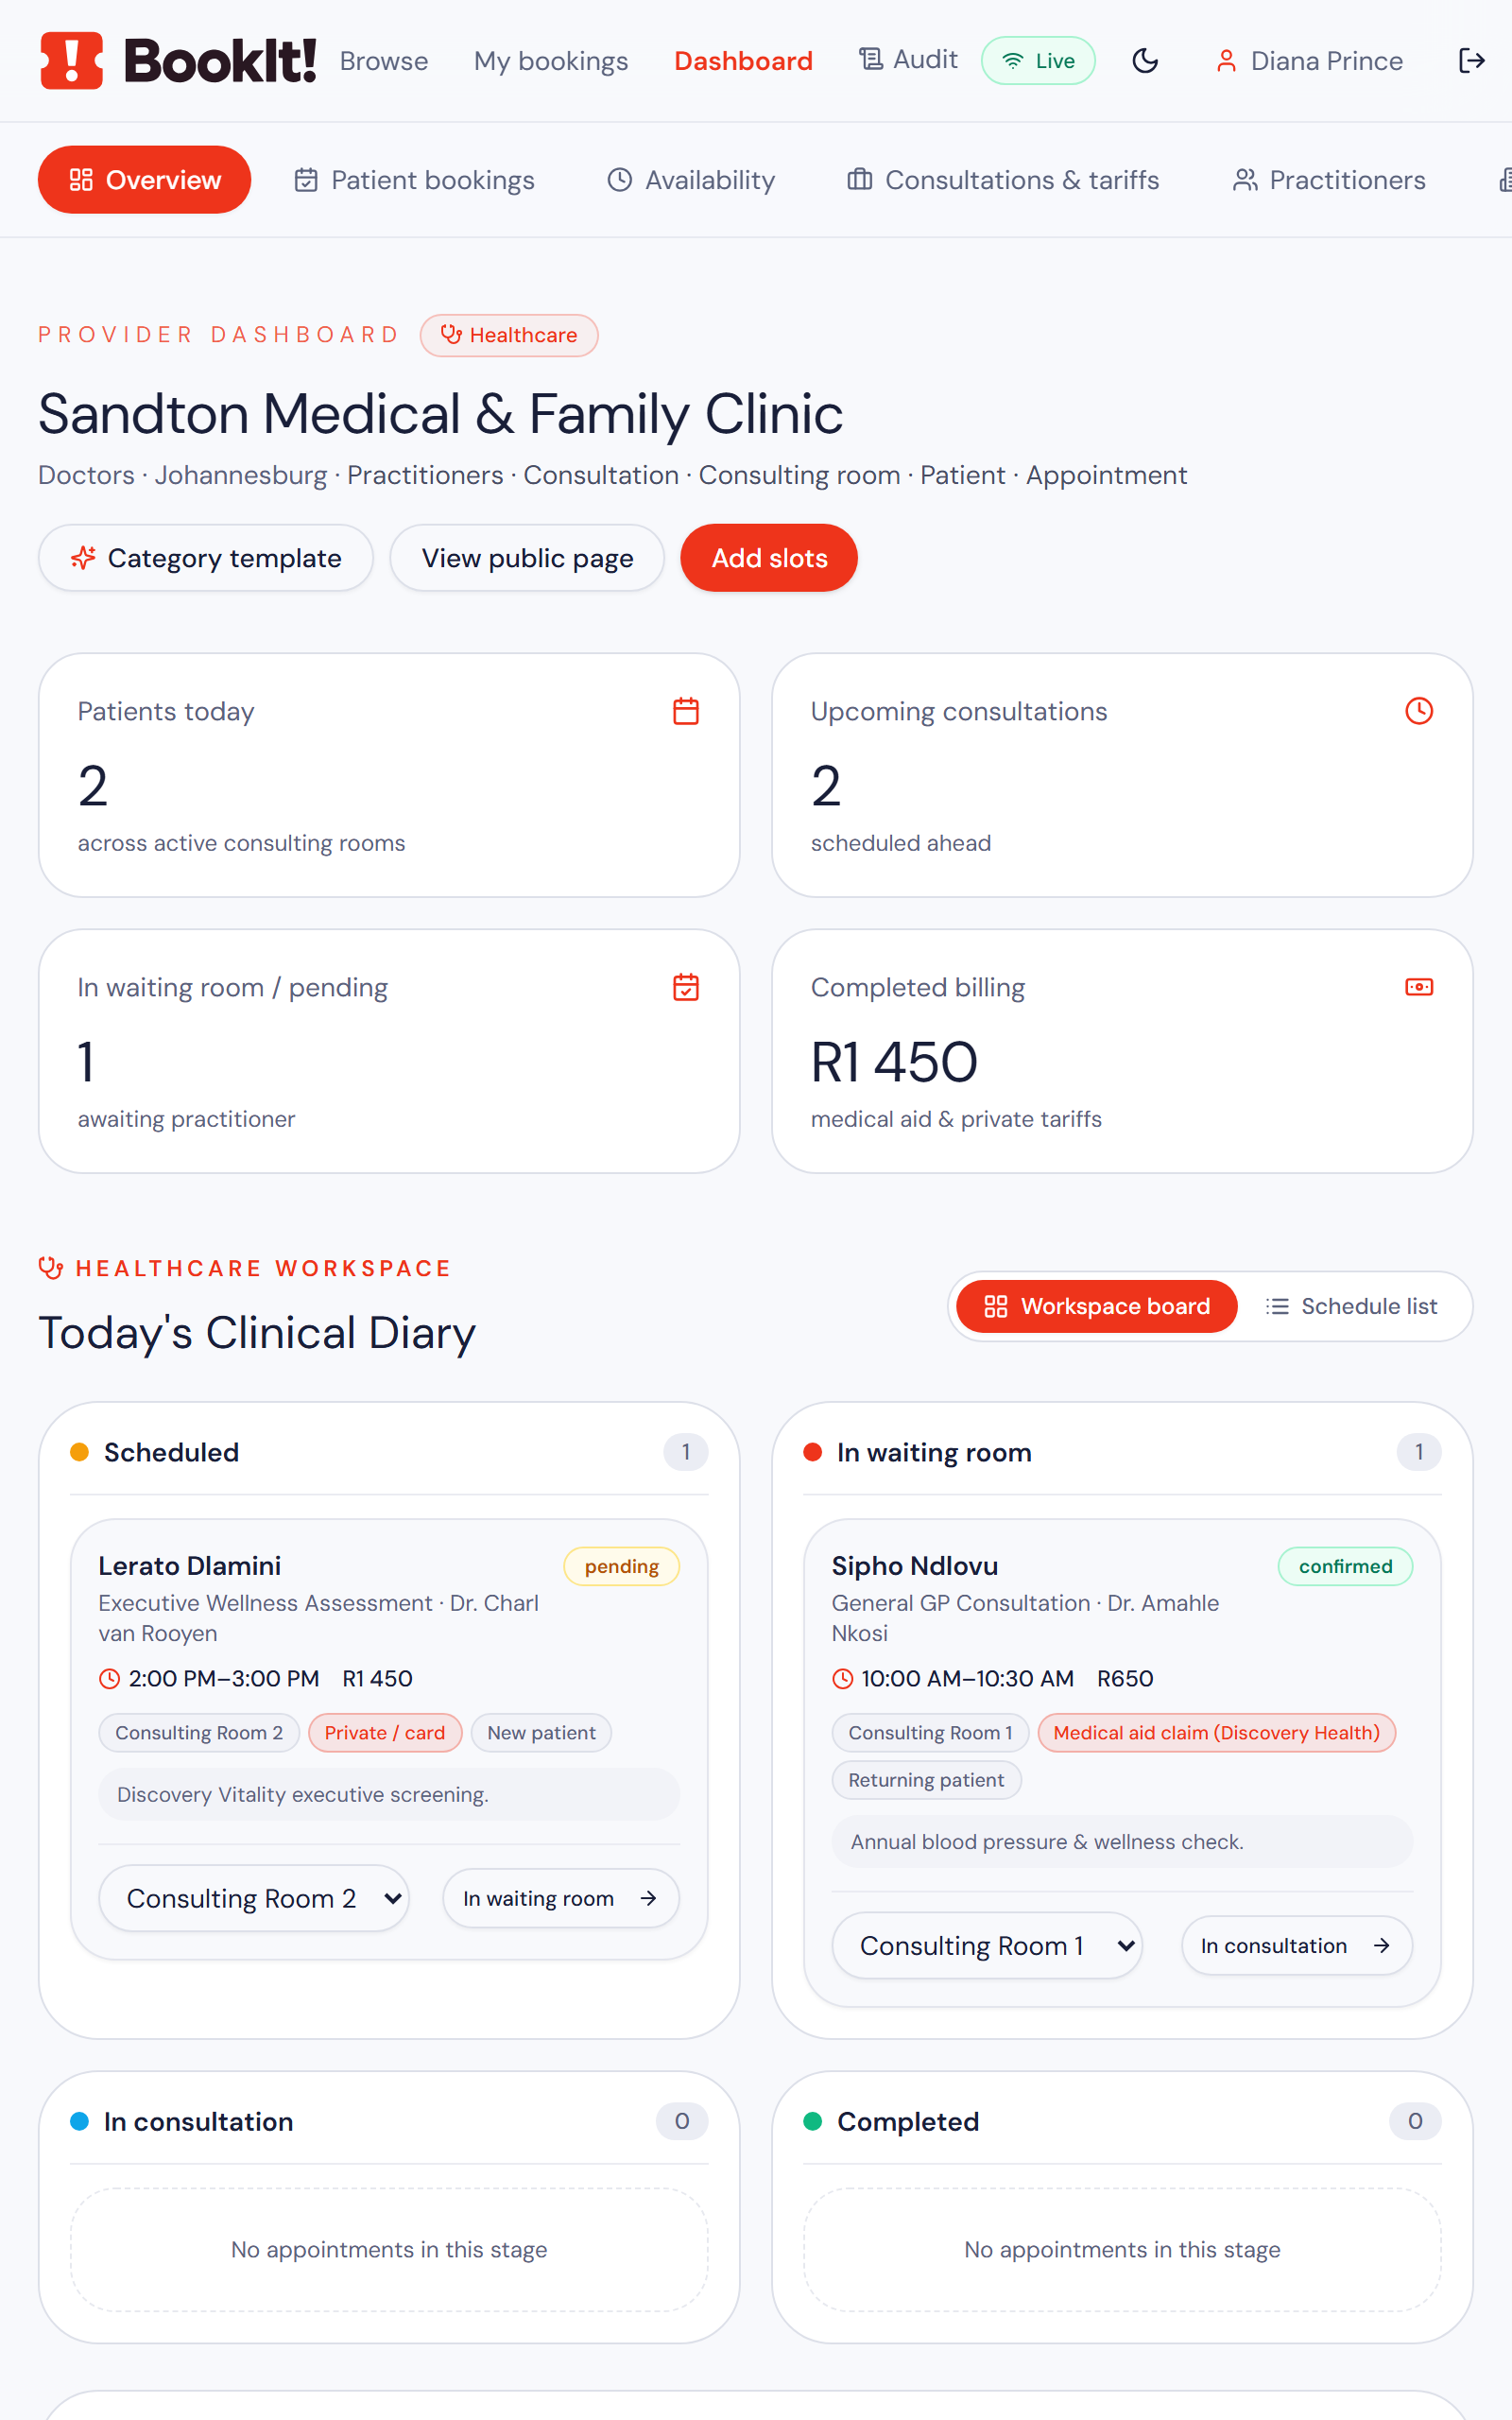 BookIt! Browse My bookings Dashboard Audit Live Diana Prince
Overview Patient bookings Availability Consultations & tariffs Practitioners
PROVIDER DASHBOARD Healthcare
Sandton Medical & Family Clinic
Doctors · Johannesburg · Practitioners · Consultation · Consulting room · Patient · Appointment
Category template View public page Add slots
Patients today
2
across active consulting rooms
Upcoming consultations
2
scheduled ahead
In waiting room / pending
1
awaiting practitioner
Completed billing
R1 450
medical aid & private tariffs
HEALTHCARE WORKSPACE
Today's Clinical Diary
Workspace board Schedule list
Scheduled 1
Lerato Dlamini pending
Executive Wellness Assessment · Dr. Charl
van Rooyen
2:00 PM–3:00 PM R1 450
Consulting Room 2 Private / card New patient
Discovery Vitality executive screening.
Consulting Room 2 In waiting room
In waiting room 1
Sipho Ndlovu confirmed
General GP Consultation · Dr. Amahle
Nkosi
10:00 AM–10:30 AM R650
Consulting Room 1 Medical aid claim (Discovery Health)
Returning patient
Annual blood pressure & wellness check.
Consulting Room 1 In consultation
In consultation 0
No appointments in this stage
Completed 0
No appointments in this stage